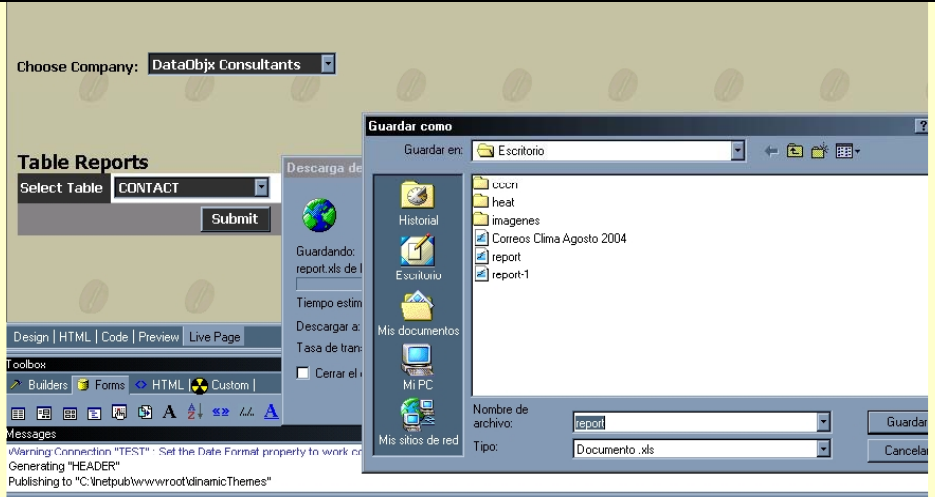 Choose Company: DataObjx Consultants
Guardar como ?
Guardar en: Escritorio
Table Reports
Descarga de
Select Table CONTACT
Submit
Historial
heat
imagenes
Correos Clima Agosto 2004
report
report-1
Guardando:
report.xls de
Escritorio
Tiempo estim
Descargar a:
Mis documentos
Tasa de tran
Design | HTML | Code | Preview | Live Page
Toolbox
Cerrar el
Mi PC
Builders Forms HTML Custom
Nombre de
archivo: report Guardar
Mis sitios de red
Tipo: Documento .xls Cancelar
Messages
Warning:Connection "TEST" : Set the Date Format property to work co
Generating "HEADER"
Publishing to "C:\Inetpub\wwwroot\dinamicThemes"